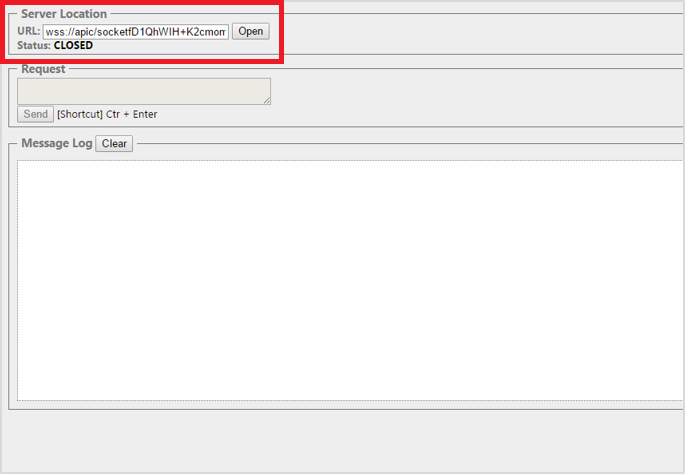 Server Location
URL: wss://apic/socketfD1QhWIH+K2cmom Open
Status: CLOSED
Request
Send [Shortcut] Ctr + Enter
Message Log Clear